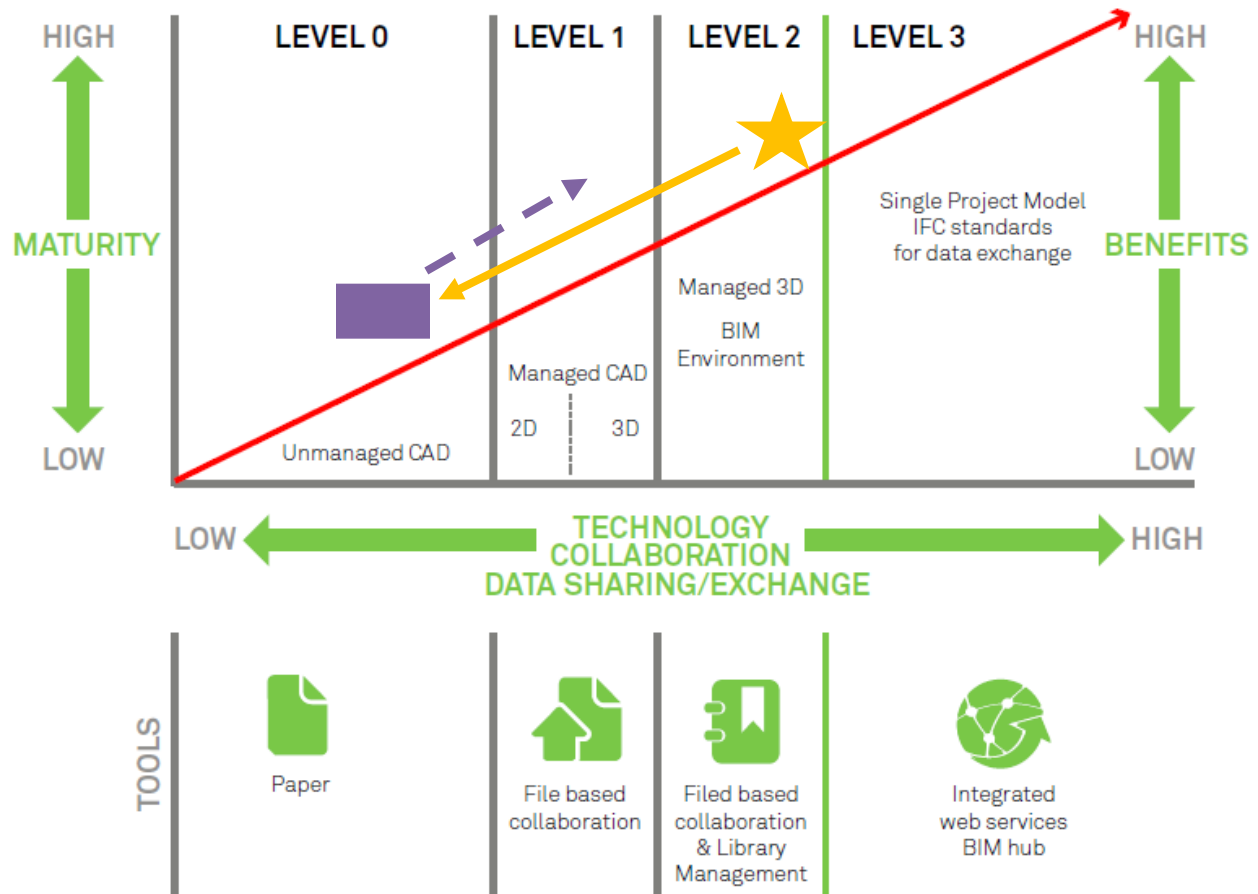 HIGH
LEVEL 0
LEVEL 1
LEVEL 2
LEVEL 3
HIGH
MATURITY
Single Project Model
IFC standards
for data exchange
BENEFITS
Managed 3D
BIM
Environment
Managed CAD
2D
3D
Unmanaged CAD
LOW
LOW
LOW
TECHNOLOGY
COLLABORATION
DATA SHARING/EXCHANGE
HIGH
TOOLS
Paper
File based
collaboration
Filed based
collaboration
& Library
Management
Integrated
web services
BIM hub